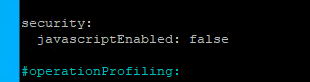 security:
  javascriptEnabled: false
#operationProfiling: